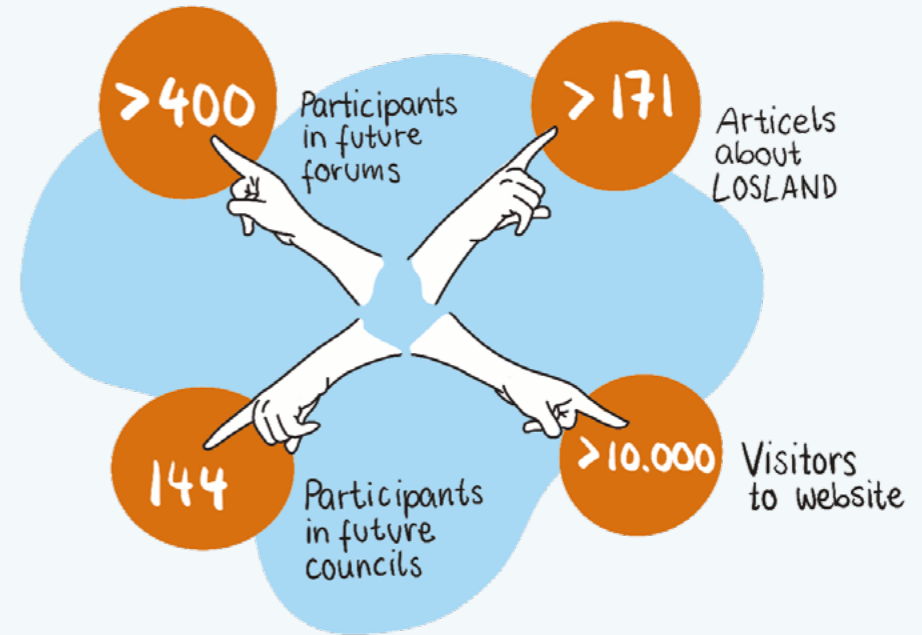 >400
Participants
in future
forums
>171
Articels
about
LOSLAND
144
Participants
in future
councils
>10.000
Visitors
to website